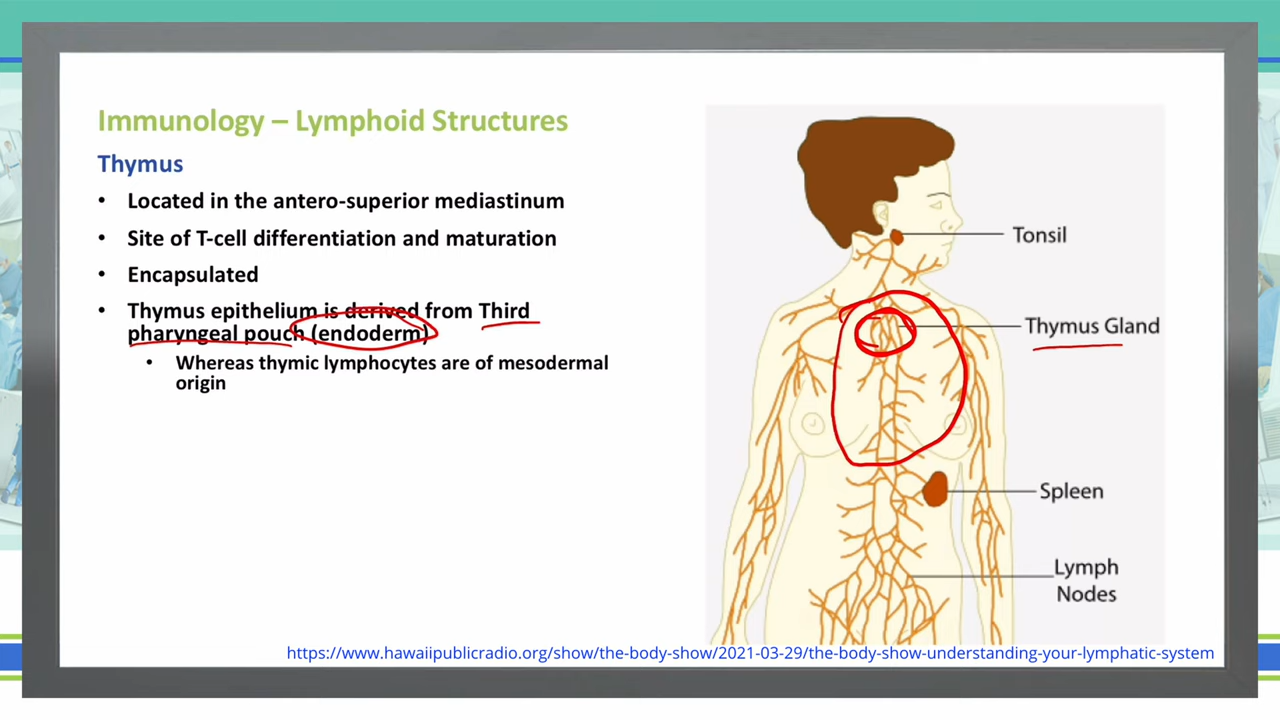 Immunology – Lymphoid Structures
Thymus
• Located in the antero-superior mediastinum
• Site of T-cell differentiation and maturation
• Encapsulated
• Thymus epithelium is derived from Third
pharyngeal pouch (endoderm)
• Whereas thymic lymphocytes are of mesodermal
origin
Tonsil
Thymus Gland
Spleen
Lymph
Nodes
https://www.hawaiipublicradio.org/show/the-body-show/2021-03-29/the-body-show-understanding-your-lymphatic-system